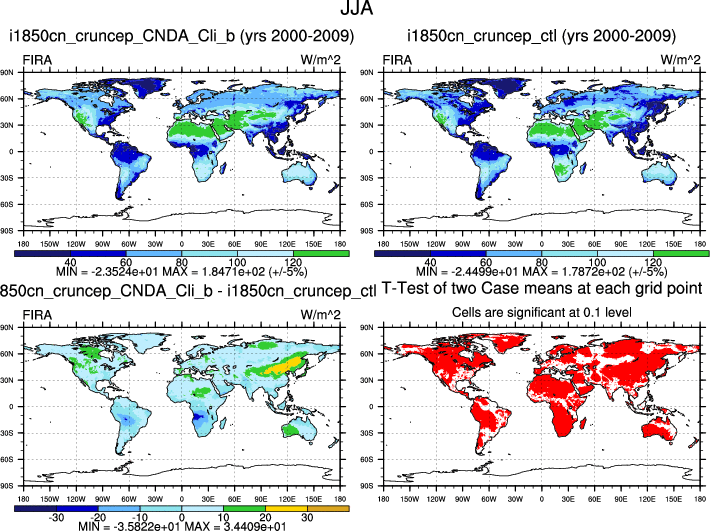 JJA
i1850cn_cruncep_CNDA_Cli_b (yrs 2000-2009)
FIRA W/m^2
90N
60N
30N
0
30S
60S
90S
180 150W 120W 90W 60W 30W 0 30E 60E 90E 120E 150E 180
40 60 80 100 120
MIN = -2.3524e+01 MAX = 1.8471e+02 (+/-5%)
i1850cn_cruncep_ctl (yrs 2000-2009)
FIRA W/m^2
90N
60N
30N
0
30S
60S
90S
180 150W 120W 90W 60W 30W 0 30E 60E 90E 120E 150E 180
40 60 80 100 120
MIN = -2.4499e+01 MAX = 1.7872e+02 (+/-5%)
850cn_cruncep_CNDA_Cli_b - i1850cn_cruncep_ctl
FIRA W/m^2
90N
60N
30N
0
30S
60S
90S
180 150W 120W 90W 60W 30W 0 30E 60E 90E 120E 150E 180
-30 -20 -10 0 10 20 30
MIN = -3.5822e+01 MAX = 3.4409e+01
T-Test of two Case means at each grid point
Cells are significant at 0.1 level
90N
60N
30N
0
30S
60S
90S
180 150W 120W 90W 60W 30W 0 30E 60E 90E 120E 150E 180